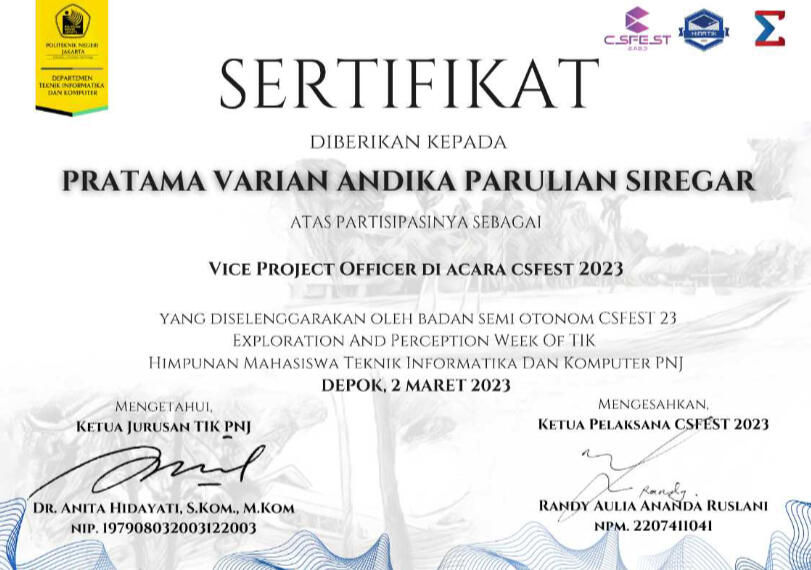 POLITEKNIK NEGERI
JAKARTA
DEPARTEMEN
TEKNIK INFORMATIKA
DAN KOMPUTER
CSFEST
2023
HIMATIK
SERTIFIKAT
DIBERIKAN KEPADA
PRATAMA VARIAN ANDIKA PARULIAN SIREGAR
ATAS PARTISIPASINYA SEBAGAI
VICE PROJECT OFFICER DI ACARA CSFEST 2023
YANG DISELENGGARAKAN OLEH BADAN SEMI OTONOM CSFEST 23
EXPLORATION AND PERCEPTION WEEK OF TIK
HIMPUNAN MAHASISWA TEKNIK INFORMATIKA DAN KOMPUTER PNJ
DEPOK, 2 MARET 2023
MENGETAHUI,
KETUA JURUSAN TIK PNJ
DR. ANITA HIDAYATI, S.KOM., M.KOM
NIP. 197908032003122003
MENGESAHKAN,
KETUA PELAKSANA CSFEST 2023
Randy
RANDY AULIA ANANDA RUSLANI
NPM. 2207411041